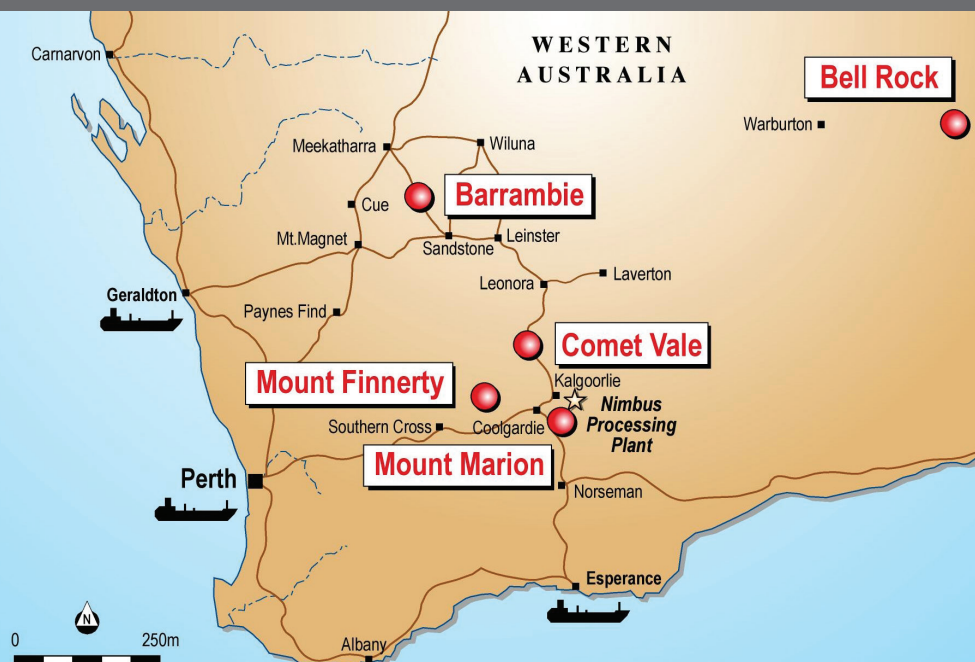 WESTERN
AUSTRALIA
Carnarvon
Bell Rock
Warburton
Meekatharra
Wiluna
Barrambie
Cue
Mt.Magnet
Sandstone
Leinster
Laverton
Leonora
Geraldton
Paynes Find
Comet Vale
Mount Finnerty
Kalgoorlie
Nimbus
Processing
Plant
Southern Cross
Coolgardie
Mount Marion
Perth
Norseman
Esperance
N
0
250m
Albany